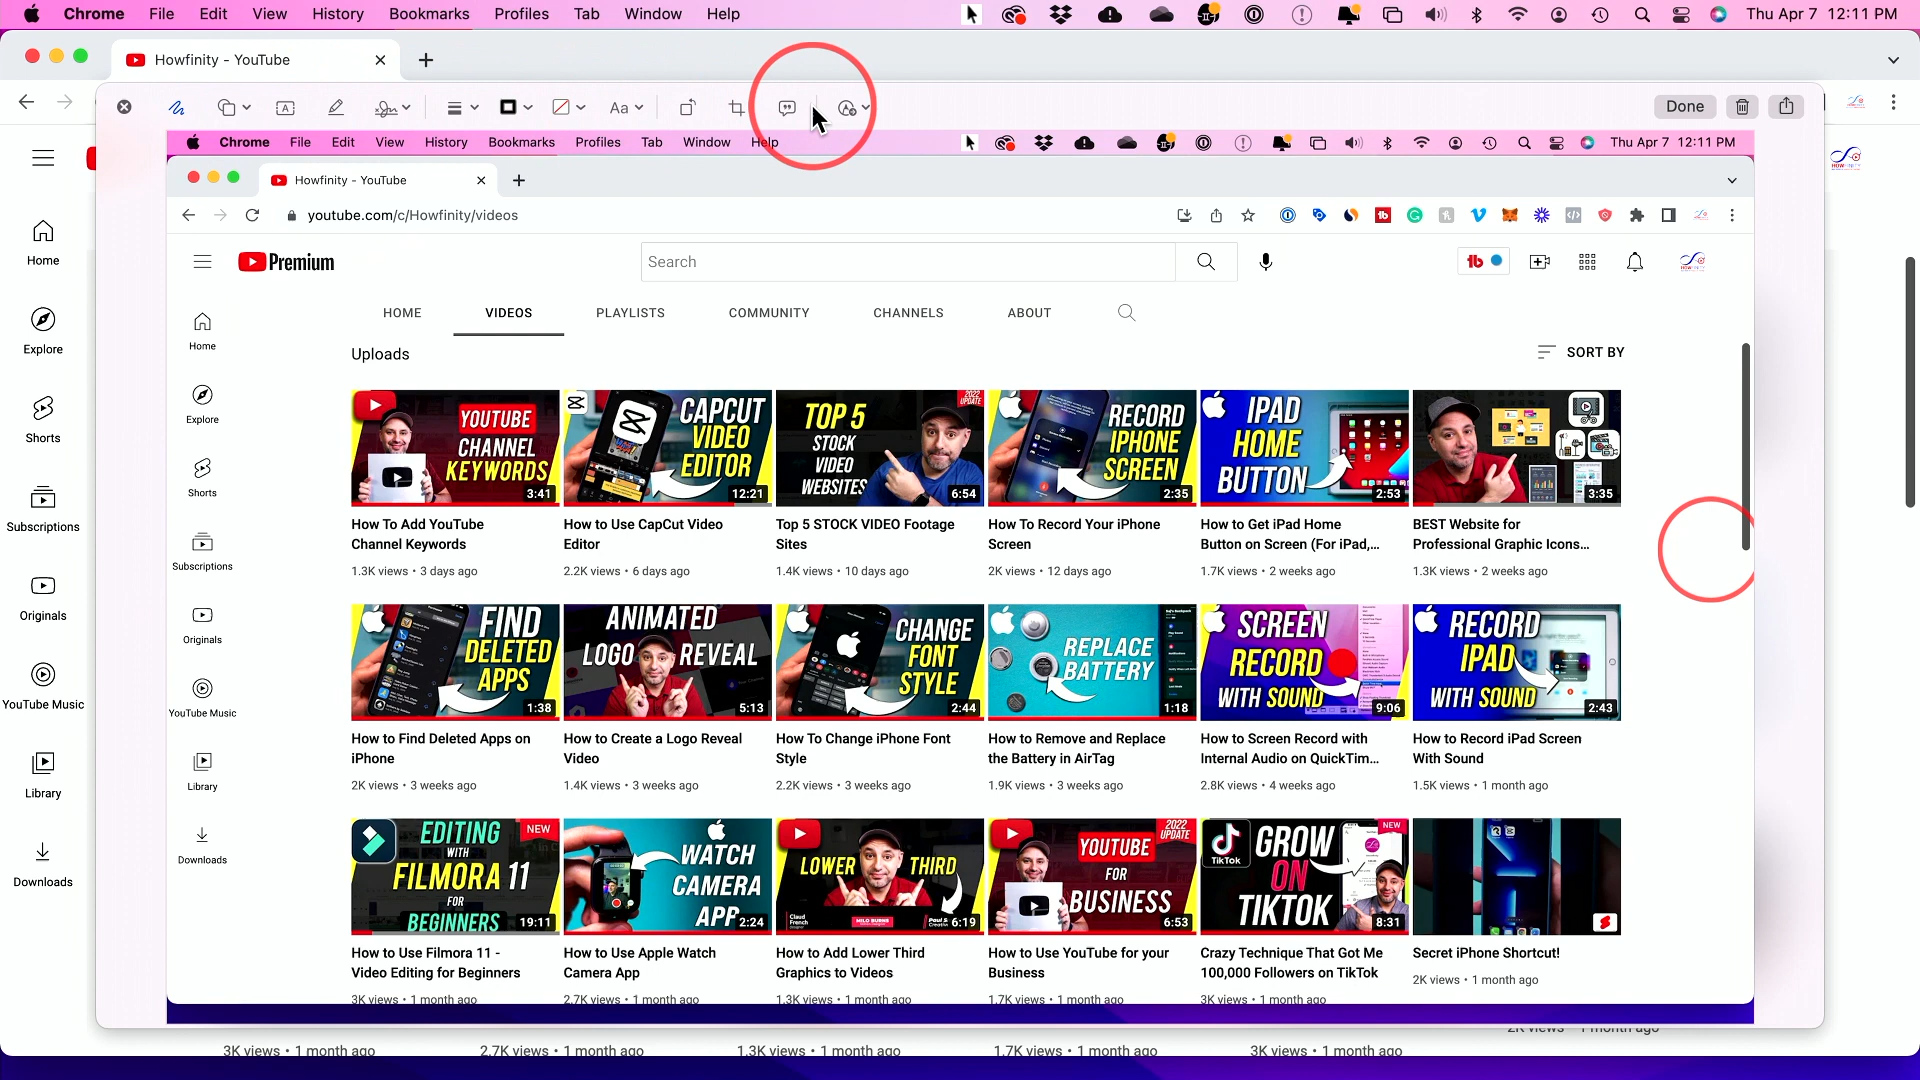 Chrome File Edit View History Bookmarks Profiles Tab Window Help Thu Apr 7 12:11 PM
Howfinity - YouTube
Aa Done
Chrome File Edit View History Bookmarks Profiles Tab Window Help Thu Apr 7 12:11 PM
Howfinity - YouTube
youtube.com/c/Howfinity/videos
Premium
Search
HOME VIDEOS PLAYLISTS COMMUNITY CHANNELS ABOUT
Uploads
SORT BY
Home
Explore
Shorts
Subscriptions
Originals
YouTube Music
Library
Downloads
Home
Explore
Shorts
Subscriptions
Originals
YouTube Music
Library
Downloads
YOUTUBE CHANNEL KEYWORDS 3:41
CAPCUT VIDEO EDITOR 12:21
TOP 5 STOCK VIDEO WEBSITES 2022 UPDATE 6:54
RECORD IPHONE SCREEN 2:35
IPAD HOME BUTTON 2:53
3:35
How To Add YouTube
Channel Keywords
1.3K views • 3 days ago
How to Use CapCut Video
Editor
2.2K views • 6 days ago
Top 5 STOCK VIDEO Footage
Sites
1.4K views • 10 days ago
How To Record Your iPhone
Screen
2K views • 12 days ago
How to Get iPad Home
Button on Screen (For iPad,...
1.7K views • 2 weeks ago
BEST Website for
Professional Graphic Icons...
1.3K views • 2 weeks ago
FIND DELETED APPS 1:38
ANIMATED LOGO REVEAL 5:13
CHANGE FONT STYLE 2:44
REPLACE BATTERY 1:18
SCREEN RECORD WITH SOUND 9:06
RECORD IPAD WITH SOUND 2:43
How to Find Deleted Apps on
iPhone
2K views • 3 weeks ago
How to Create a Logo Reveal
Video
1.4K views • 3 weeks ago
How To Change iPhone Font
Style
2.2K views • 3 weeks ago
How to Remove and Replace
the Battery in AirTag
1.9K views • 3 weeks ago
How to Screen Record with
Internal Audio on QuickTim...
2.8K views • 4 weeks ago
How to Record iPad Screen
With Sound
1.5K views • 1 month ago
EDITING WITH FILMORA 11 FOR BEGINNERS NEW 19:11
WATCH CAMERA APP 2:24
LOWER THIRD Claud French MILO BURNS 6:19
YOUTUBE FOR BUSINESS 2022 UPDATE 6:53
TikTok GROW ON TIKTOK NEW 8:31
How to Use Filmora 11 -
Video Editing for Beginners
3K views • 1 month ago
How to Use Apple Watch
Camera App
2.7K views • 1 month ago
How to Add Lower Third
Graphics to Videos
1.3K views • 1 month ago
How to Use YouTube for your
Business
1.7K views • 1 month ago
Crazy Technique That Got Me
100,000 Followers on TikTok
3K views • 1 month ago
Secret iPhone Shortcut!
2K views • 1 month ago
2K views • 1 month ago
3K views • 1 month ago 2.7K views • 1 month ago 1.3K views • 1 month ago 1.7K views • 1 month ago 3K views • 1 month ago